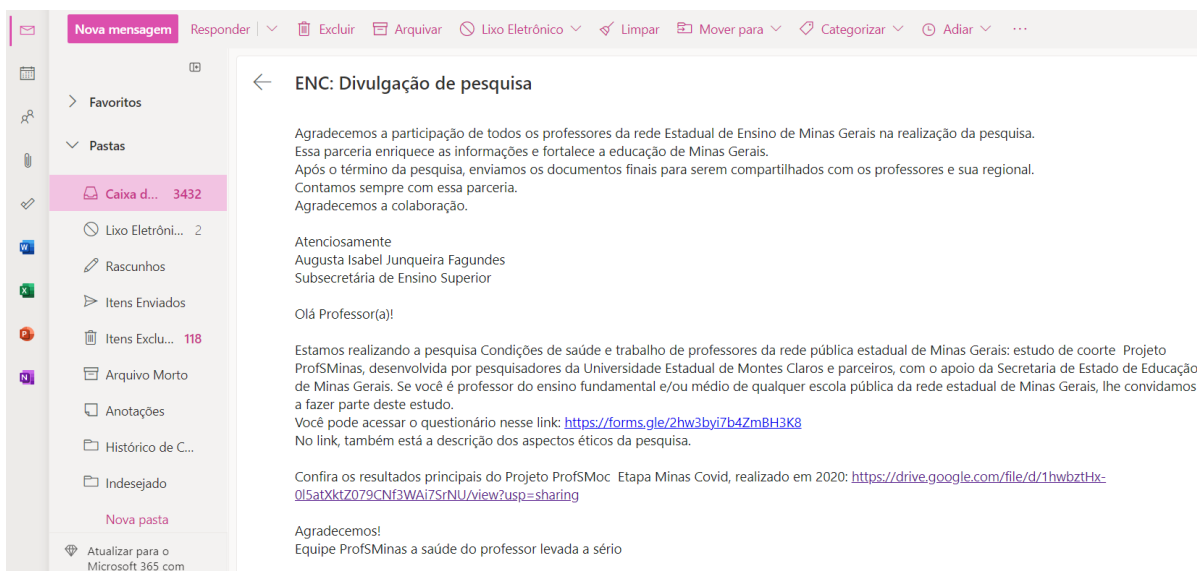 Nova mensagem Responder Excluir Arquivar Lixo Eletrônico Limpar Mover para Categorizar Adiar ...
Favoritos
Pastas
Caixa d... 3432
Lixo Eletrôni... 2
Rascunhos
Itens Enviados
Itens Exclu... 118
Arquivo Morto
Anotações
Histórico de C...
Indesejado
Nova pasta
Atualizar para o
Microsoft 365 com
ENC: Divulgação de pesquisa
Agradecemos a participação de todos os professores da rede Estadual de Ensino de Minas Gerais na realização da pesquisa.
Essa parceria enriquece as informações e fortalece a educação de Minas Gerais.
Após o término da pesquisa, enviamos os documentos finais para serem compartilhados com os professores e sua regional.
Contamos sempre com essa parceria.
Agradecemos a colaboração.
Atenciosamente
Augusta Isabel Junqueira Fagundes
Subsecretária de Ensino Superior
Olá Professor(a)!
Estamos realizando a pesquisa Condições de saúde e trabalho de professores da rede pública estadual de Minas Gerais: estudo de coorte Projeto
ProfSMinas, desenvolvida por pesquisadores da Universidade Estadual de Montes Claros e parceiros, com o apoio da Secretaria de Estado de Educação
de Minas Gerais. Se você é professor do ensino fundamental e/ou médio de qualquer escola pública da rede estadual de Minas Gerais, lhe convidamos
a fazer parte deste estudo.
Você pode acessar o questionário nesse link: https://forms.gle/2hw3byi7b4ZmBH3K8
No link, também está a descrição dos aspectos éticos da pesquisa.
Confira os resultados principais do Projeto ProfSMoc Etapa Minas Covid, realizado em 2020: https://drive.google.com/file/d/1hwbztHx-
0l5atXktZ079CNf3WAi7SrNU/view?usp=sharing
Agradecemos!
Equipe ProfSMinas a saúde do professor levada a sério